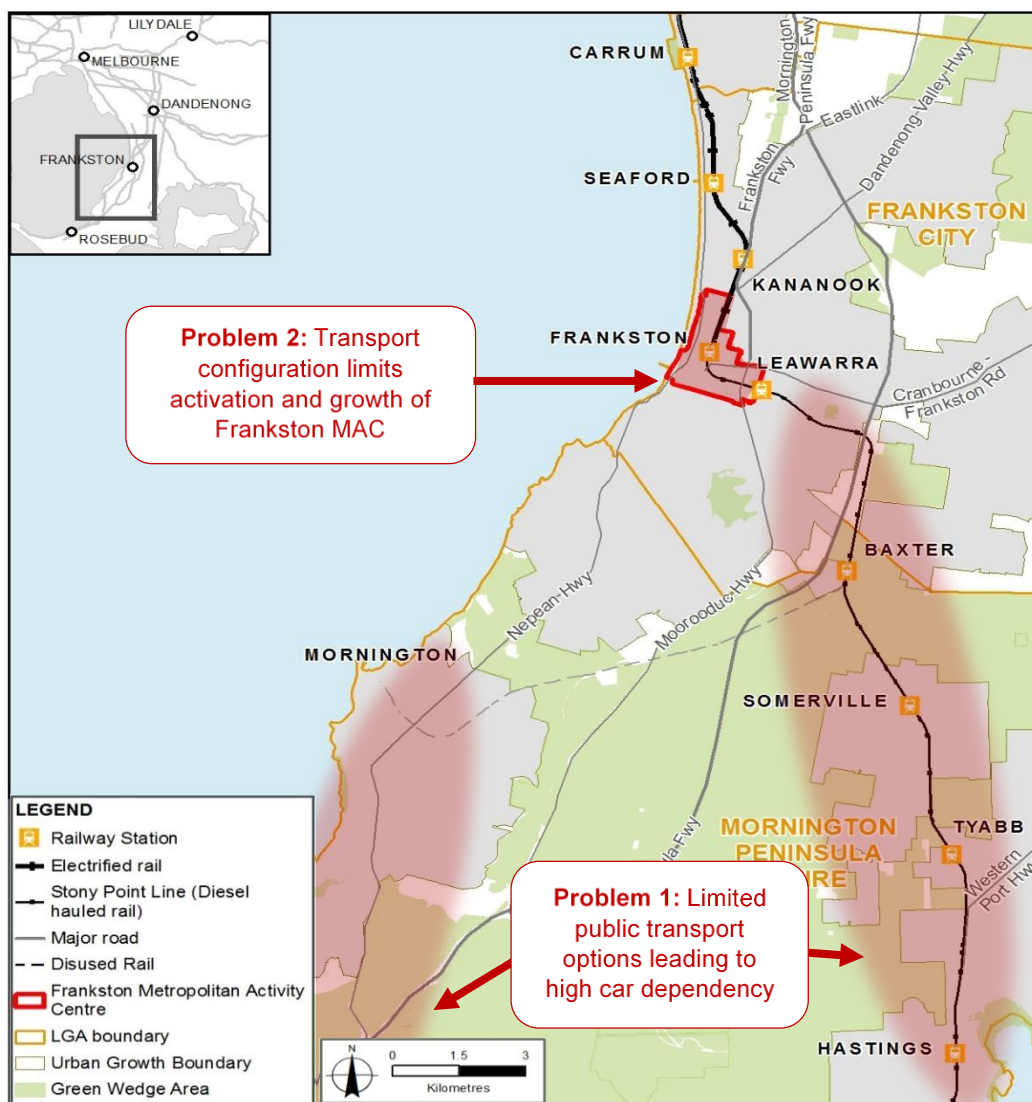 LILYDALE
MELBOURNE
DANDENONG
FRANKSTON
ROSEBUD
CARRUM
Mornington
Peninsula Fwy
Eastlink
Dandenong-Valley-Hwy
SEAFORD
Frankston
Fwy
FRANKSTON
CITY
KANANOOK
Problem 2: Transport
configuration limits
activation and growth of
Frankston MAC
FRANKSTON
LEAWARRA
Cranbourne -
Frankston Rd
BAXTER
Nepean-Hwy
Moorooduc-Hwy
MORNINGTON
SOMERVILLE
MORNINGTON
PENINSULA
IRE
ula-Fwy
TYABB
Western
Port Hwy
Problem 1: Limited
public transport
options leading to
high car dependency
HASTINGS
LEGEND
Railway Station
Electrified rail
Stony Point Line (Diesel
hauled rail)
Major road
Disused Rail
Frankston Metropolitan Activity
Centre
LGA boundary
Urban Growth Boundary
Green Wedge Area
N
0 1.5 3
Kilometres